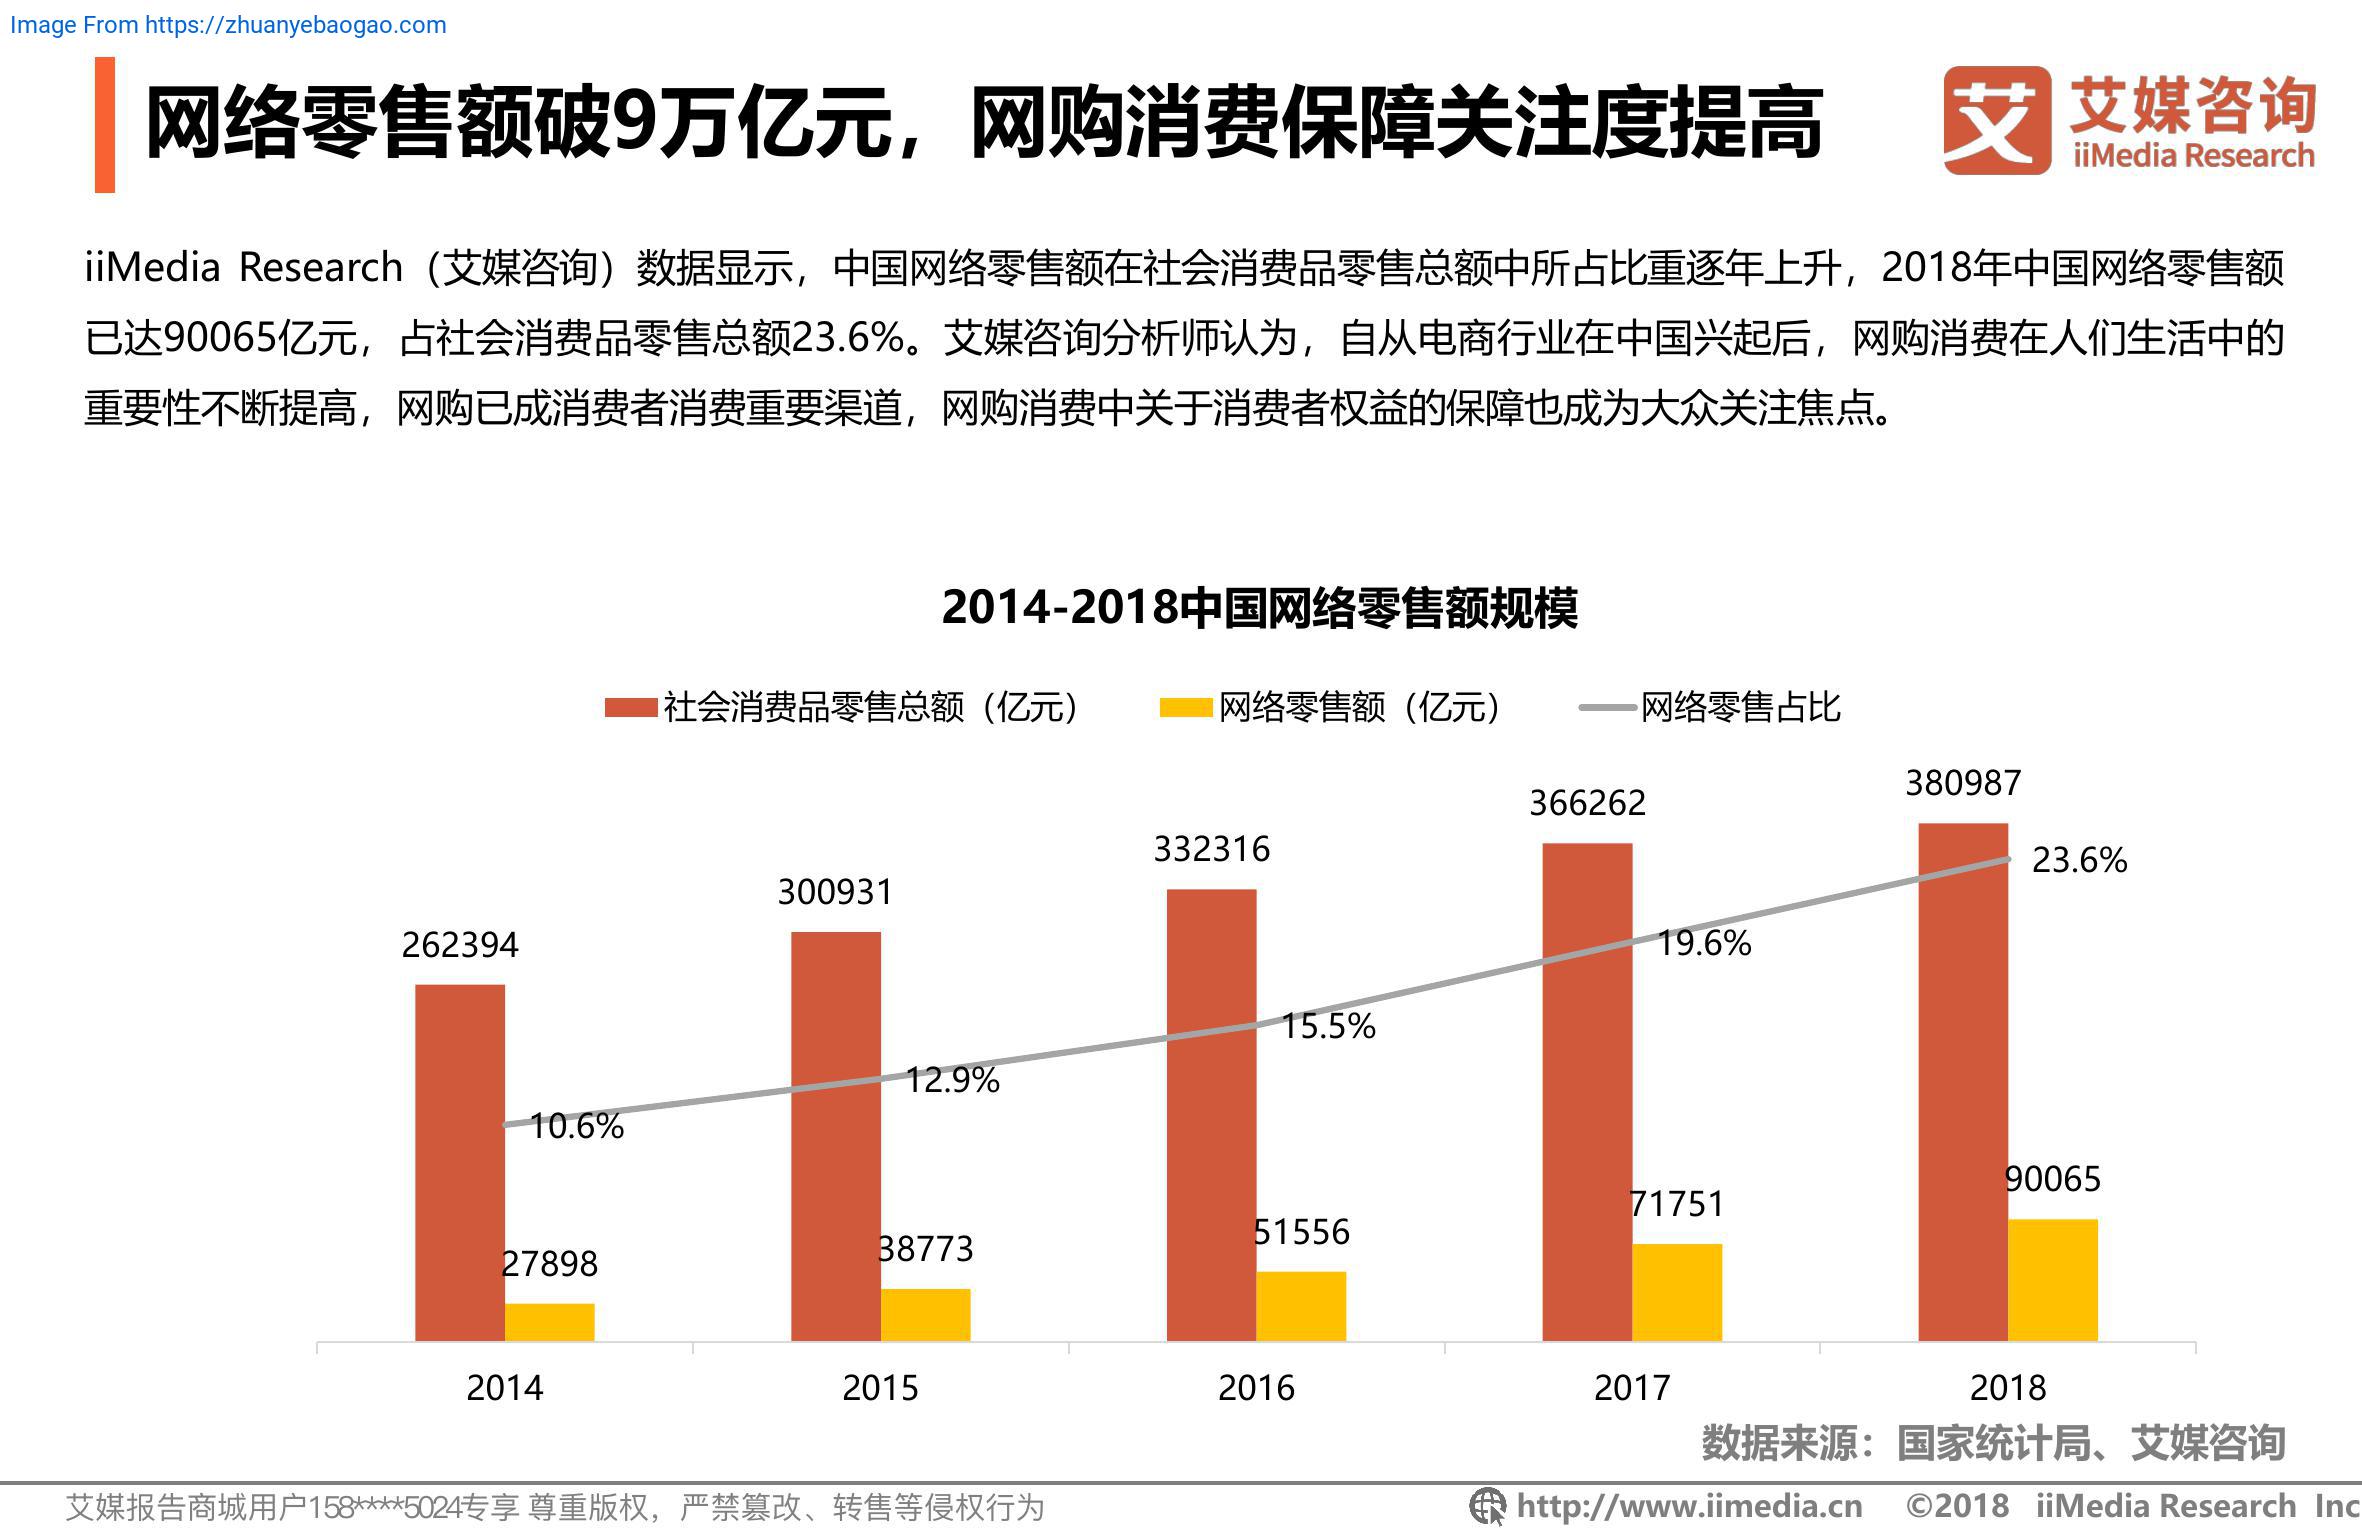 Image From https://zhuanyebaogao.com
网络零售额破9万亿元，网购消费保障关注度提高
艾 艾媒咨询
iiMedia Research
iiMedia Research（艾媒咨询）数据显示，中国网络零售额在社会消费品零售总额中所占比重逐年上升，2018年中国网络零售额
已达90065亿元，占社会消费品零售总额23.6%。艾媒咨询分析师认为，自从电商行业在中国兴起后，网购消费在人们生活中的
重要性不断提高，网购已成消费者消费重要渠道，网购消费中关于消费者权益的保障也成为大众关注焦点。
2014-2018中国网络零售额规模
社会消费品零售总额（亿元） 网络零售额（亿元） 网络零售占比
262394 300931 332316 366262 380987
10.6% 12.9% 15.5% 19.6% 23.6%
27898 38773 51556 71751 90065
2014 2015 2016 2017 2018
数据来源：国家统计局、艾媒咨询
艾媒报告商城用户158****5024专享 尊重版权，严禁篡改、转售等侵权行为
http://www.iimedia.cn ©2018 iiMedia Research Inc